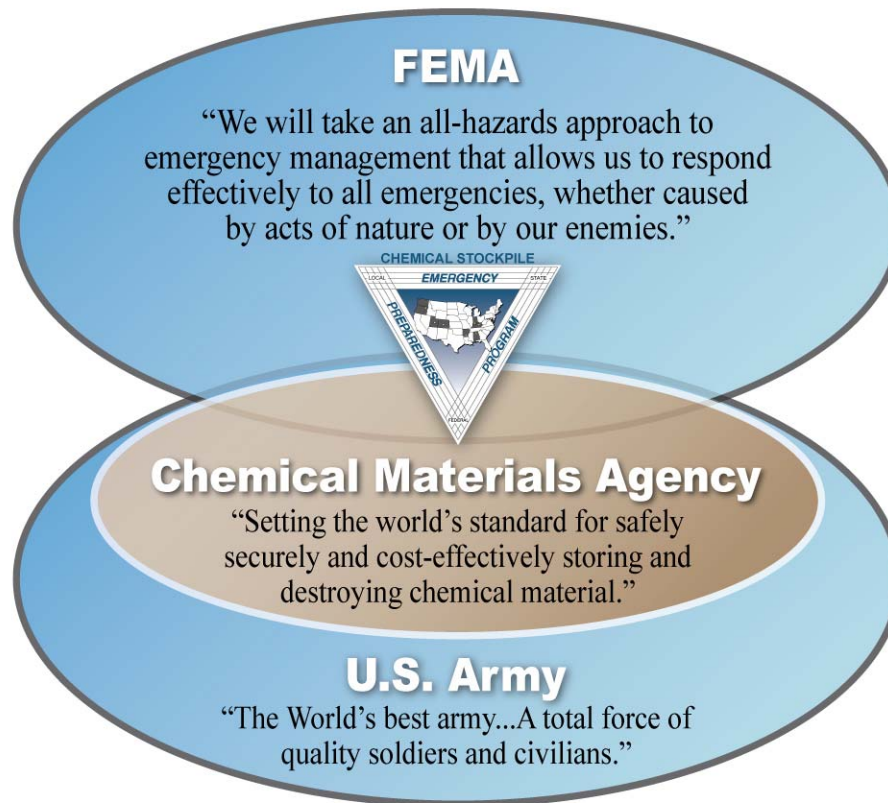 FEMA
“We will take an all-hazards approach to
emergency management that allows us to respond
effectively to all emergencies, whether caused
by acts of nature or by our enemies.”
CHEMICAL STOCKPILE
LOCAL
EMERGENCY
STATE
PREPAREDNESS
PROGRAM
FEDERAL
Chemical Materials Agency
“Setting the world’s standard for safely
securely and cost-effectively storing and
destroying chemical material.”
U.S. Army
“The World’s best army...A total force of
quality soldiers and civilians.”